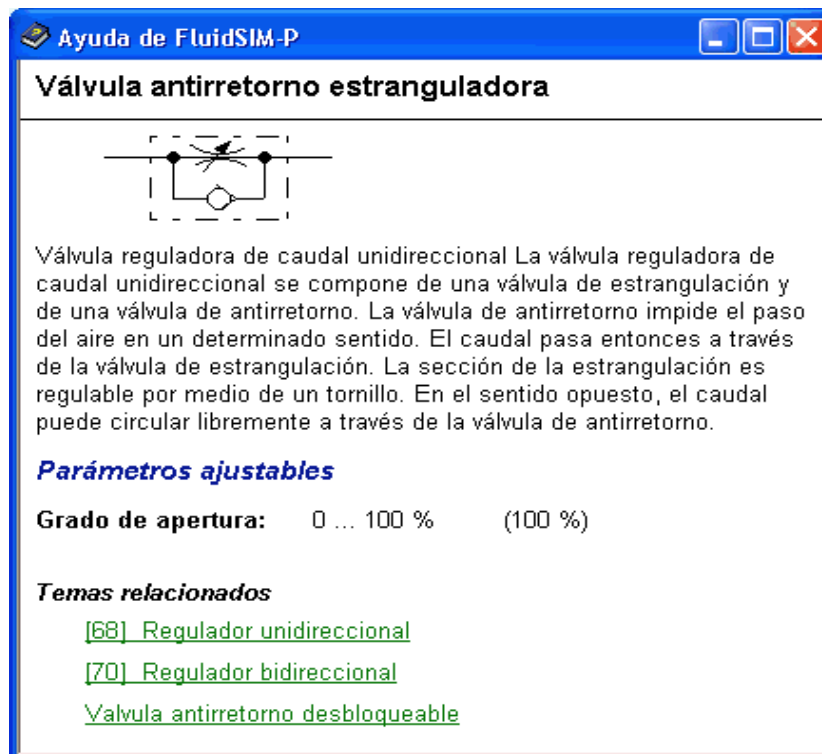 Ayuda de FluidSIM-P
Válvula antirretorno estranguladora
Válvula reguladora de caudal unidireccional La válvula reguladora de
caudal unidireccional se compone de una válvula de estrangulación y
de una válvula de antirretorno. La válvula de antirretorno impide el paso
del aire en un determinado sentido. El caudal pasa entonces a través
de la válvula de estrangulación. La sección de la estrangulación es
regulable por medio de un tornillo. En el sentido opuesto, el caudal
puede circular libremente a través de la válvula de antirretorno.
Parámetros ajustables
Grado de apertura: 0 ... 100 % (100 %)
Temas relacionados
[68] Regulador unidireccional
[70] Regulador bidireccional
Valvula antirretorno desbloqueable